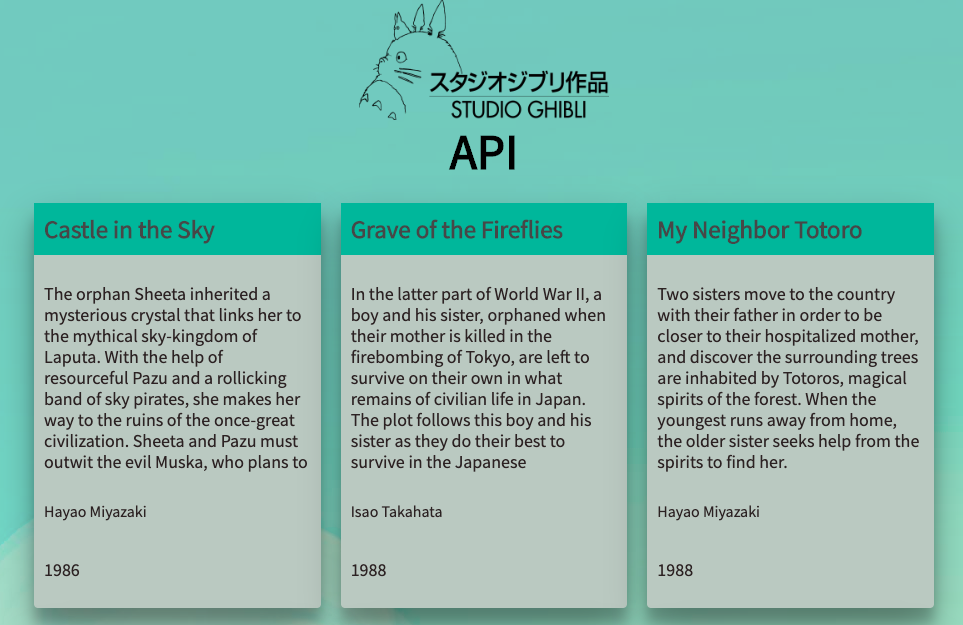 スタジオジブリ作品
STUDIO GHIBLI
API
Castle in the Sky
The orphan Sheeta inherited a
mysterious crystal that links her to
the mythical sky-kingdom of
Laputa. With the help of
resourceful Pazu and a rollicking
band of sky pirates, she makes her
way to the ruins of the once-great
civilization. Sheeta and Pazu must
outwit the evil Muska, who plans to
Hayao Miyazaki
1986
Grave of the Fireflies
In the latter part of World War II, a
boy and his sister, orphaned when
their mother is killed in the
firebombing of Tokyo, are left to
survive on their own in what
remains of civilian life in Japan.
The plot follows this boy and his
sister as they do their best to
survive in the Japanese
Isao Takahata
1988
My Neighbor Totoro
Two sisters move to the country
with their father in order to be
closer to their hospitalized mother,
and discover the surrounding trees
are inhabited by Totoros, magical
spirits of the forest. When the
youngest runs away from home,
the older sister seeks help from the
spirits to find her.
Hayao Miyazaki
1988